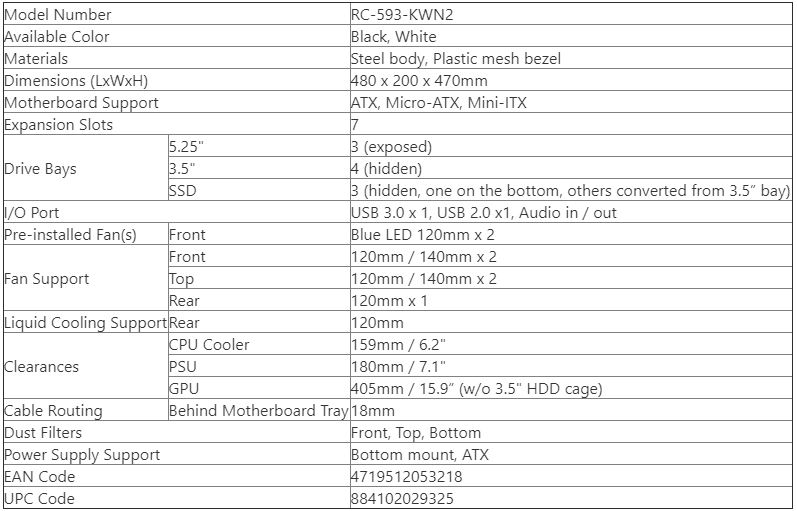 Model Number RC-593-KWN2
Available Color Black, White
Materials Steel body, Plastic mesh bezel
Dimensions (LxWxH) 480 x 200 x 470mm
Motherboard Support ATX, Micro-ATX, Mini-ITX
Expansion Slots 7
Drive Bays 5.25" 3 (exposed)
3.5" 4 (hidden)
SSD 3 (hidden, one on the bottom, others converted from 3.5” bay)
I/O Port USB 3.0 x 1, USB 2.0 x1, Audio in / out
Pre-installed Fan(s) Front Blue LED 120mm x 2
Fan Support Front 120mm / 140mm x 2
Top 120mm / 140mm x 2
Rear 120mm x 1
Liquid Cooling Support Rear 120mm
Clearances CPU Cooler 159mm / 6.2"
PSU 180mm / 7.1"
GPU 405mm / 15.9” (w/o 3.5" HDD cage)
Cable Routing Behind Motherboard Tray 18mm
Dust Filters Front, Top, Bottom
Power Supply Support Bottom mount, ATX
EAN Code 4719512053218
UPC Code 884102029325